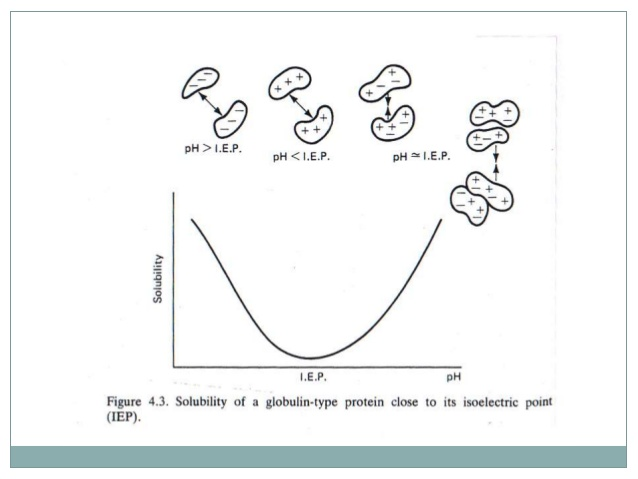 pH > I.E.P.
pH < I.E.P.
pH ≃ I.E.P.
Solubility
I.E.P.
pH
Figure 4.3. Solubility of a globulin-type protein close to its isoelectric point
(IEP).